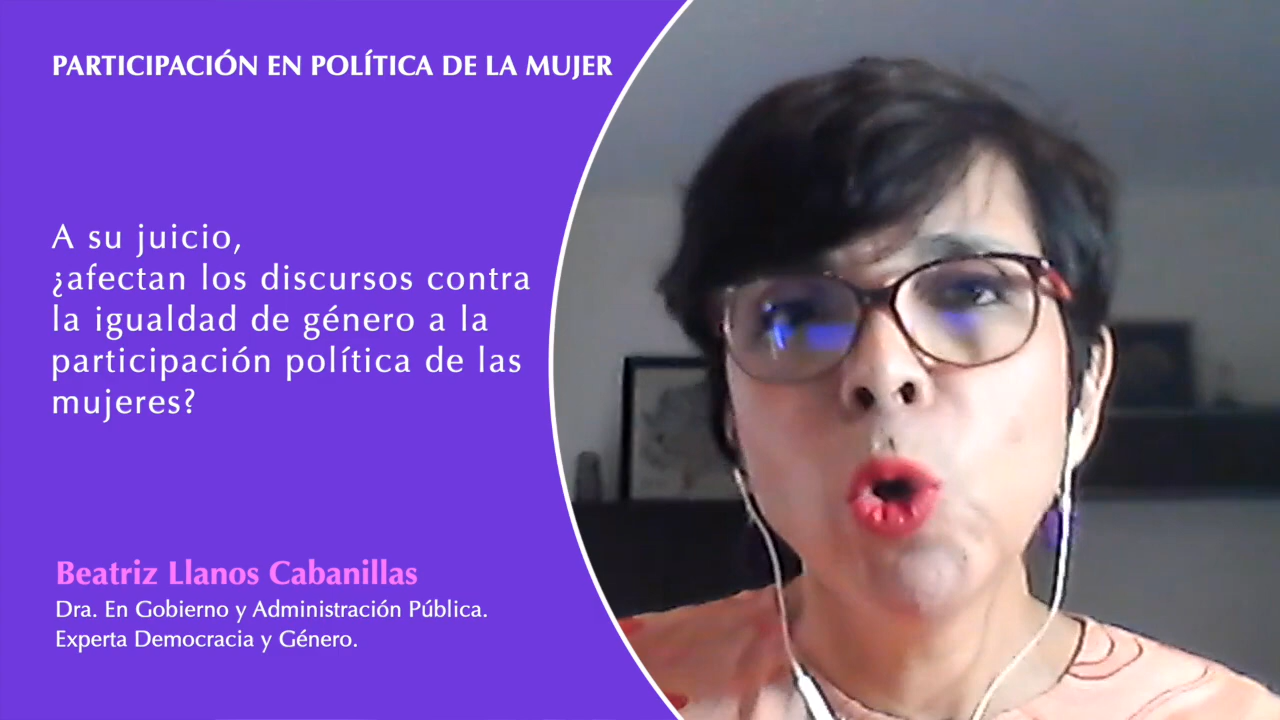 PARTICIPACIÓN EN POLÍTICA DE LA MUJER
A su juicio,
¿afectan los discursos contra
la igualdad de género a la
participación política de las
mujeres?
Beatriz Llanos Cabanillas
Dra. En Gobierno y Administración Pública.
Experta Democracia y Género.